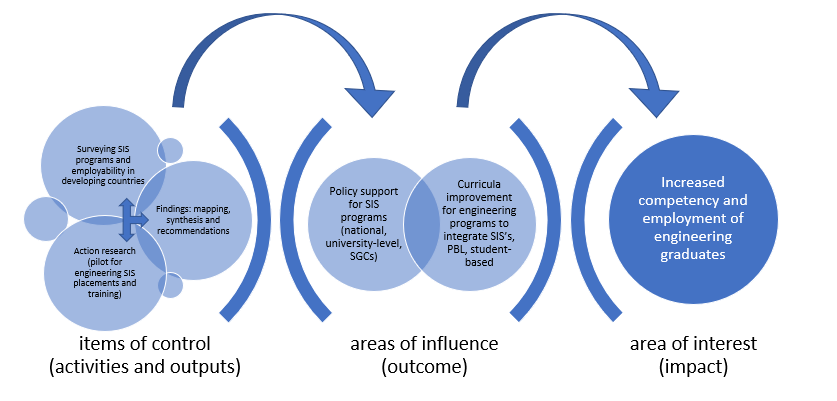 Surveying SIS
programs and
employability in
developing countries
Findings: mapping,
synthesis and
recommendations
Action research
(pilot for
engineering SIS
placements and
training)
items of control
(activities and outputs)
Policy support
for SIS
programs
(national,
university-level,
SGCs)
Curricula
improvement
for engineering
programs to
integrate SIS's,
PBL, student-
based
areas of influence
(outcome)
Increased
competency and
employment of
engineering
graduates
area of interest
(impact)